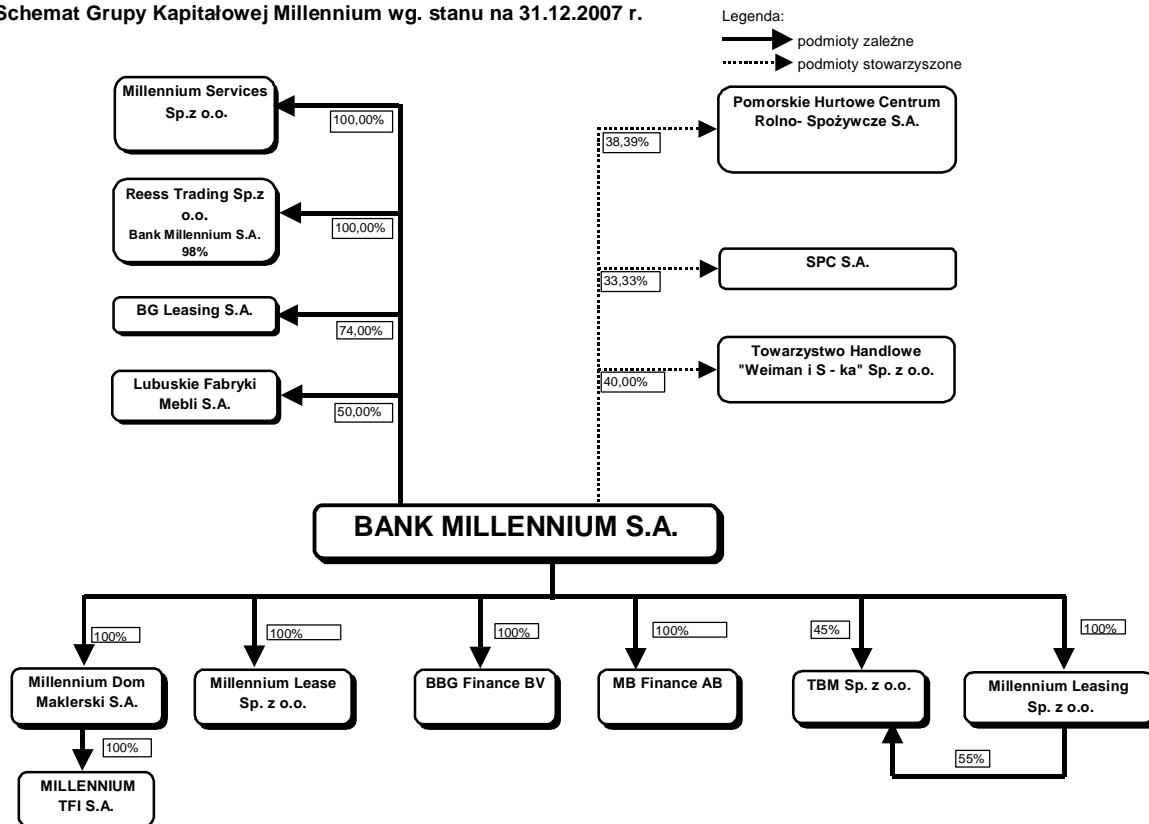 Schemat Grupy Kapitałowej Millennium wg. stanu na 31.12.2007 r.
Legenda:
podmioty zależne
podmioty stowarzyszone
Millennium Services
Sp.z o.o.
100,00%
Pomorskie Hurtowe Centrum
Rolno- Spożywcze S.A.
38,39%
Reess Trading Sp.z
o.o.
Bank Millennium S.A.
98%
100,00%
SPC S.A.
33,33%
BG Leasing S.A.
74,00%
Towarzystwo Handlowe
"Weiman i S - ka" Sp. z o.o.
40,00%
Lubuskie Fabryki
Mebli S.A.
50,00%
BANK MILLENNIUM S.A.
100%
100%
100%
100%
45%
100%
Millennium Dom
Maklerski S.A.
Millennium Lease
Sp. z o.o.
BBG Finance BV
MB Finance AB
TBM Sp. z o.o.
Millennium Leasing
Sp. z o.o.
100%
55%
MILLENNIUM
TFI S.A.